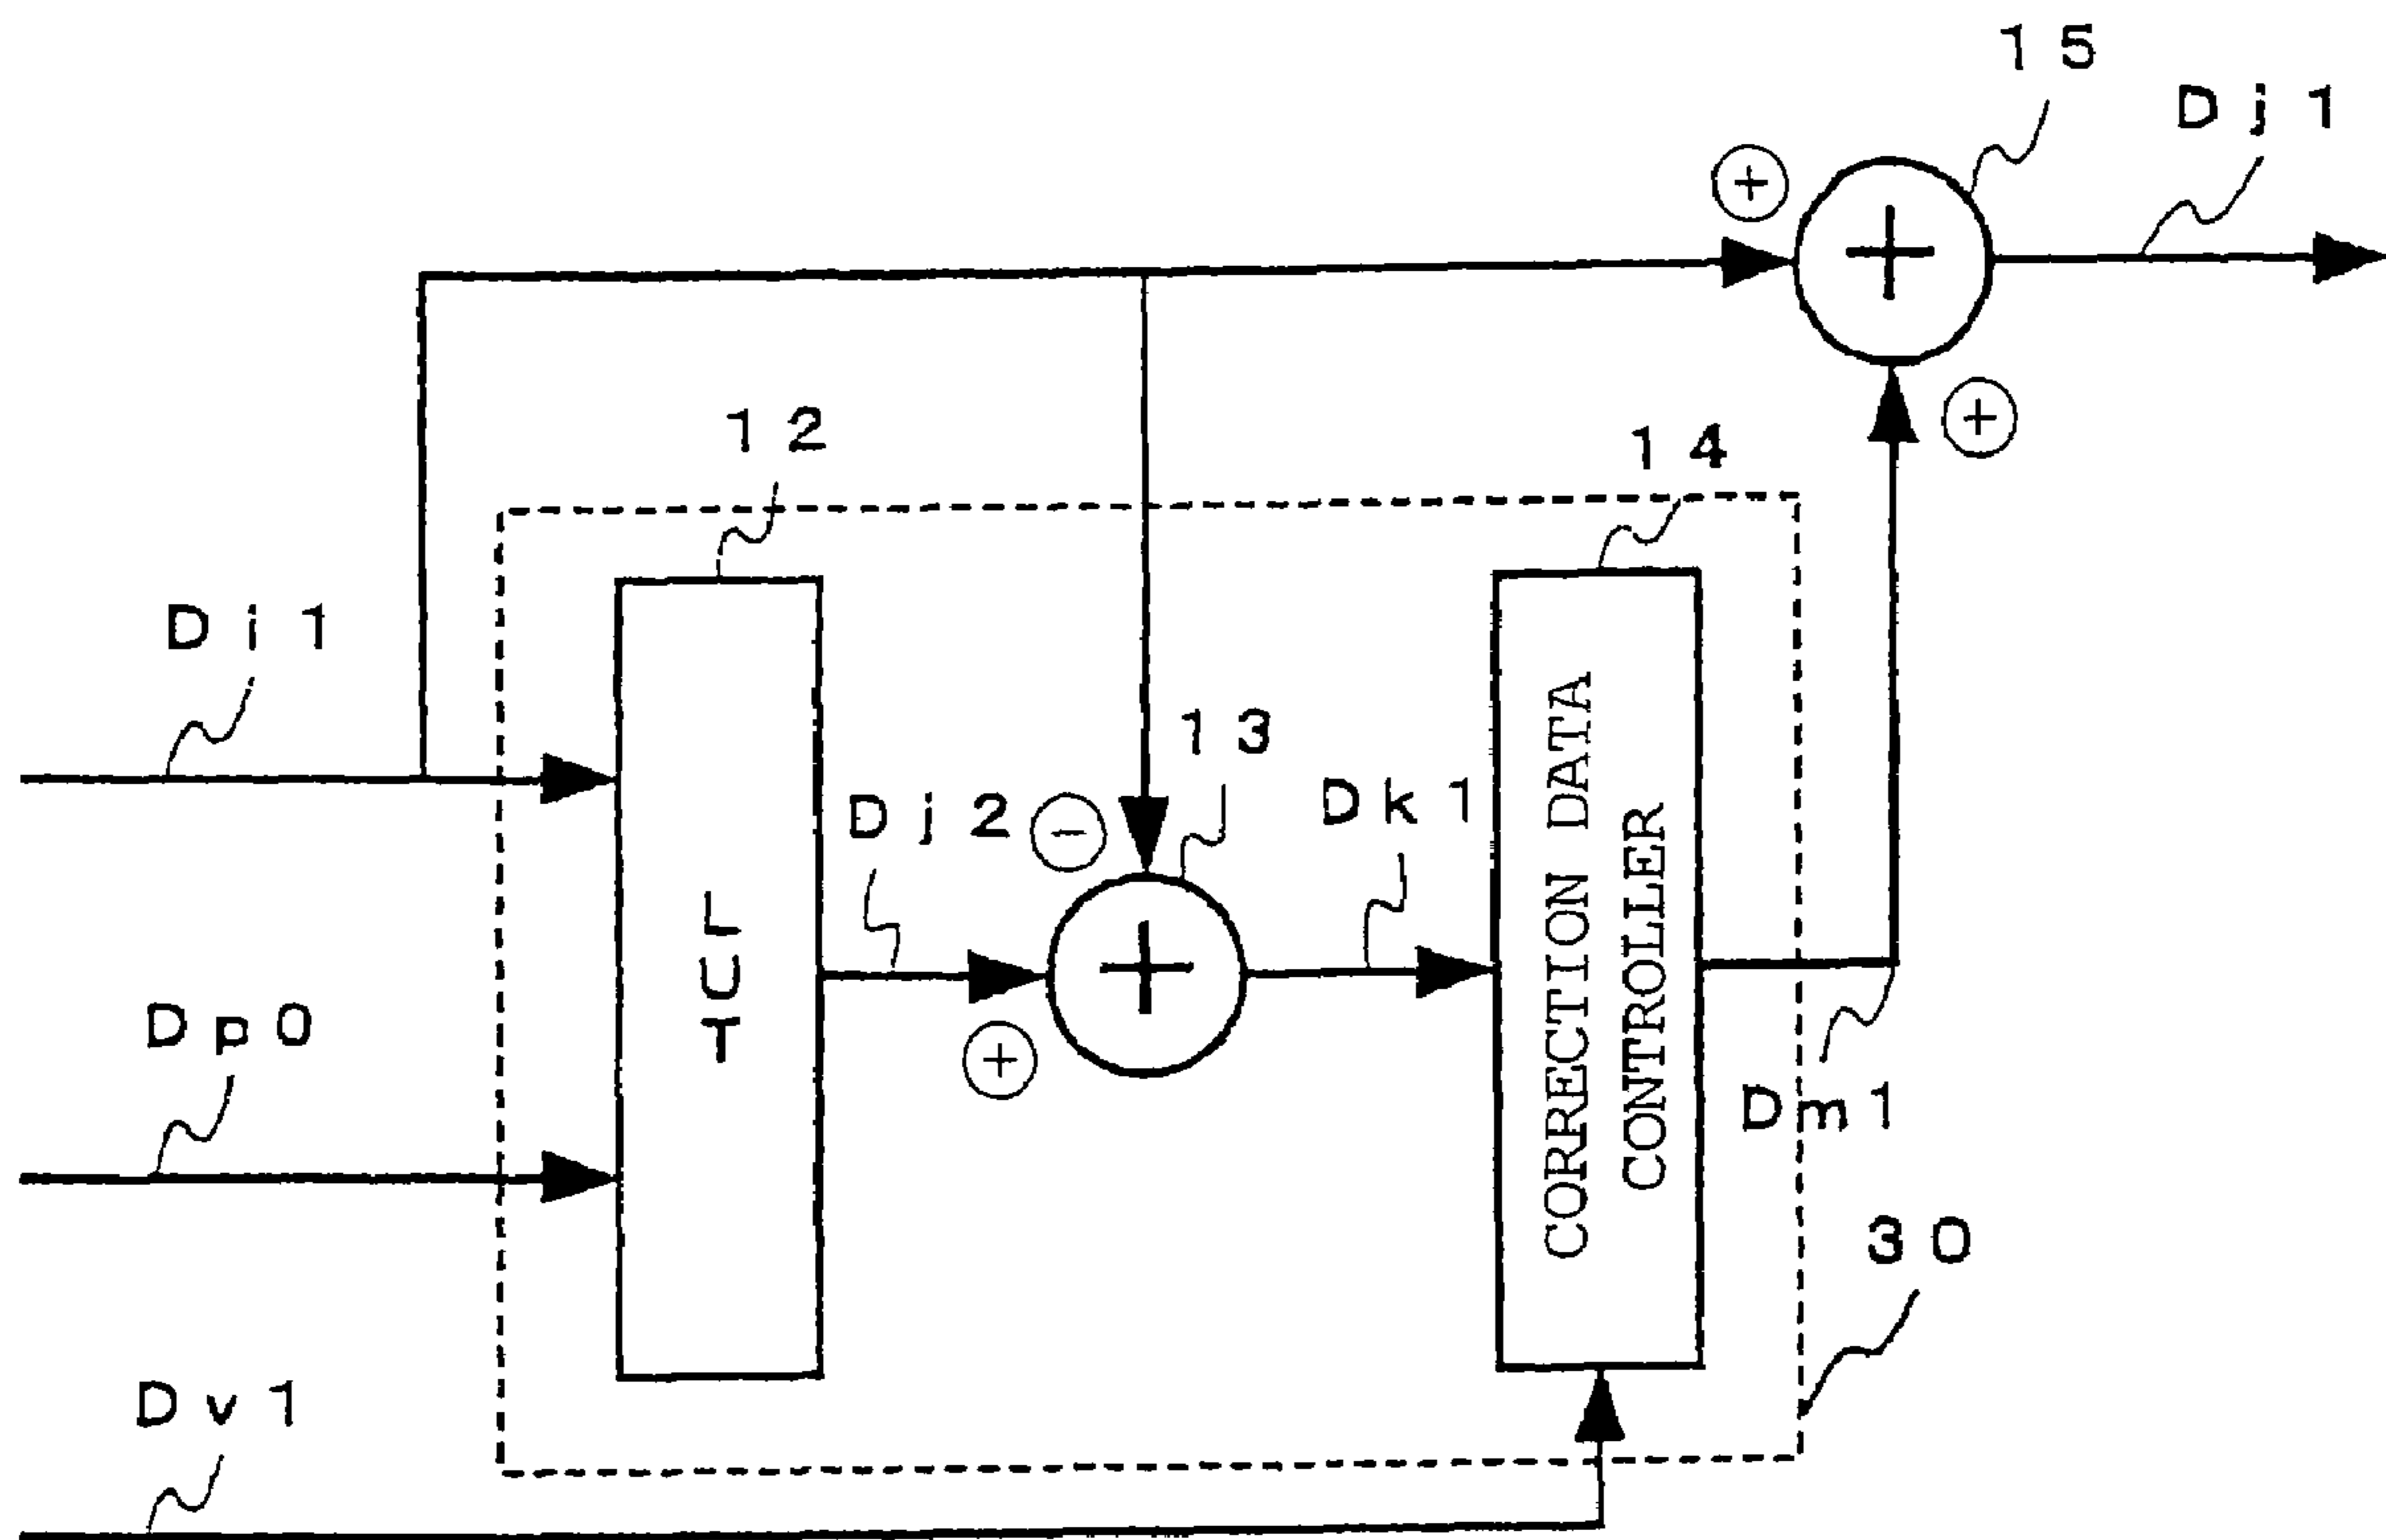 15
Dj1
+
+
+
12
14
Di1
13
Dj2
−
Dk1
+
+
LUT
CORRECTION DATA
CONTROLLER
Dp0
Dm1
30
Dv1